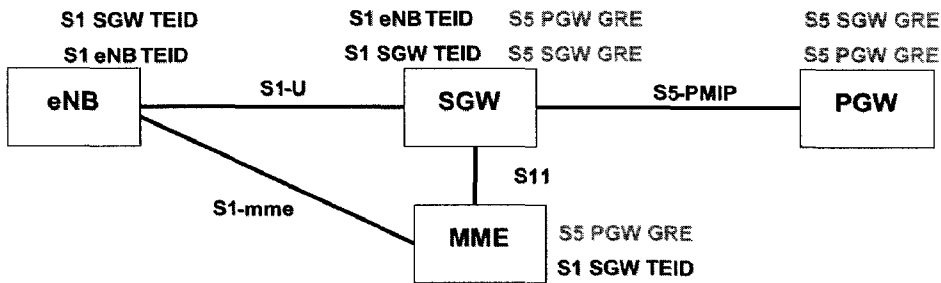 S1 SGW TEID
S1 eNB TEID
S1 eNB TEID S5 PGW GRE
S1 SGW TEID S5 SGW GRE
S5 SGW GRE
S5 PGW GRE
eNB
S1-U
SGW
S5-PMIP
PGW
S11
S1-mme
MME
S5 PGW GRE
S1 SGW TEID